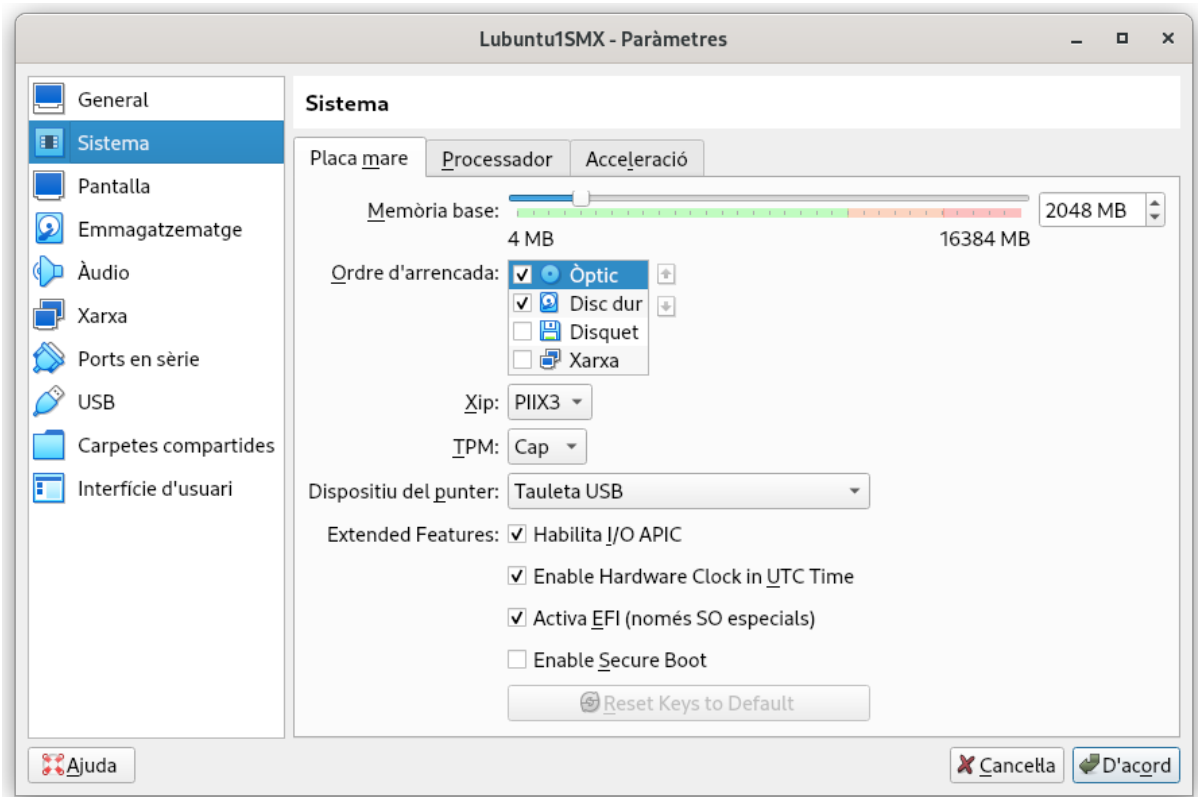 Lubuntu1SMX - Paràmetres
General
Sistema
Pantalla
Emmagatzematge
Àudio
Xarxa
Ports en sèrie
USB
Carpetes compartides
Interfície d'usuari
Sistema
Placa mare Processador Acceleració
Memòria base: 2048 MB
4 MB 16384 MB
Ordre d'arrencada: Òptic
Disc dur
Disquet
Xarxa
Xip: PIIX3
TPM: Cap
Dispositiu del punter: Tauleta USB
Extended Features: Habilita I/O APIC
Enable Hardware Clock in UTC Time
Activa EFI (només SO especials)
Enable Secure Boot
Reset Keys to Default
Ajuda Canceŀla D'acord